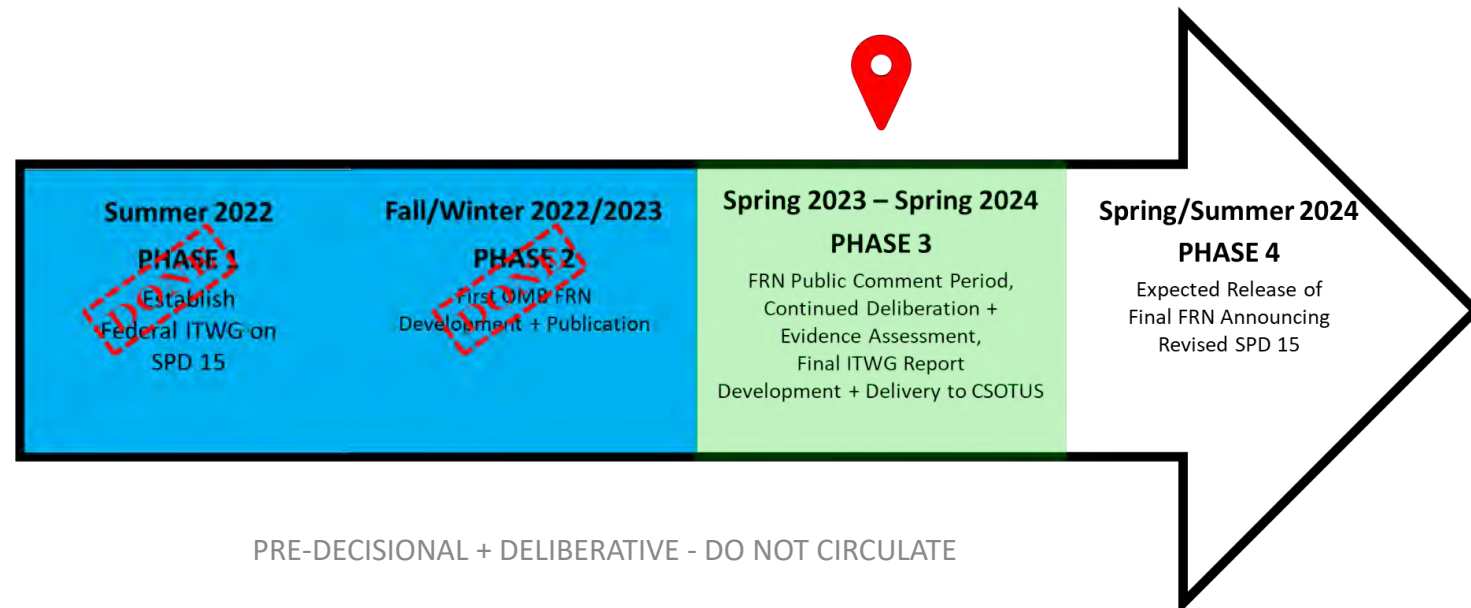 Summer 2022
PHASE 1
DONE
Establish
Federal ITWG on
SPD 15
Fall/Winter 2022/2023
PHASE 2
DONE
First OMB FRN
Development + Publication
Spring 2023 – Spring 2024
PHASE 3
FRN Public Comment Period,
Continued Deliberation +
Evidence Assessment,
Final ITWG Report
Development + Delivery to CSOTUS
Spring/Summer 2024
PHASE 4
Expected Release of
Final FRN Announcing
Revised SPD 15
PRE-DECISIONAL + DELIBERATIVE - DO NOT CIRCULATE